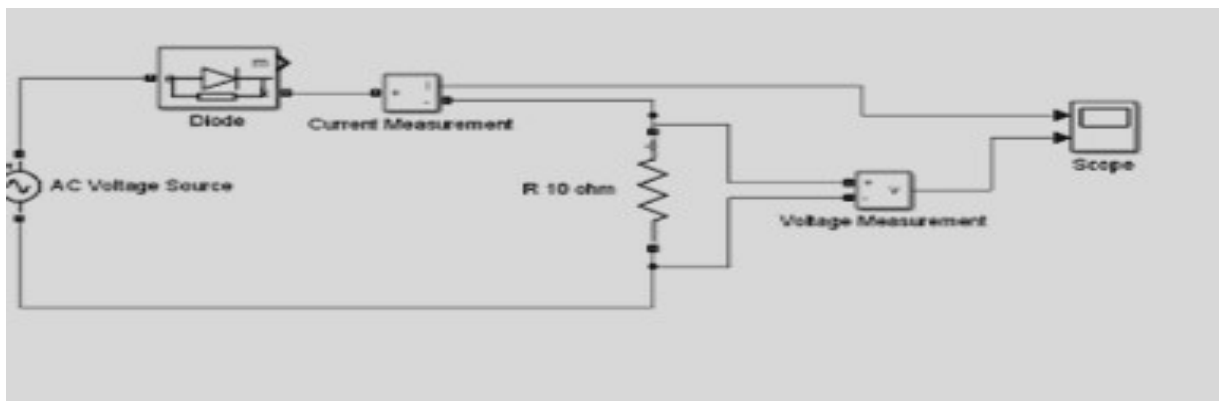 m
Diode
+
i
-
Current Measurement
AC Voltage Source
R 10 ohm
+
-
v
Voltage Measurement
Scope